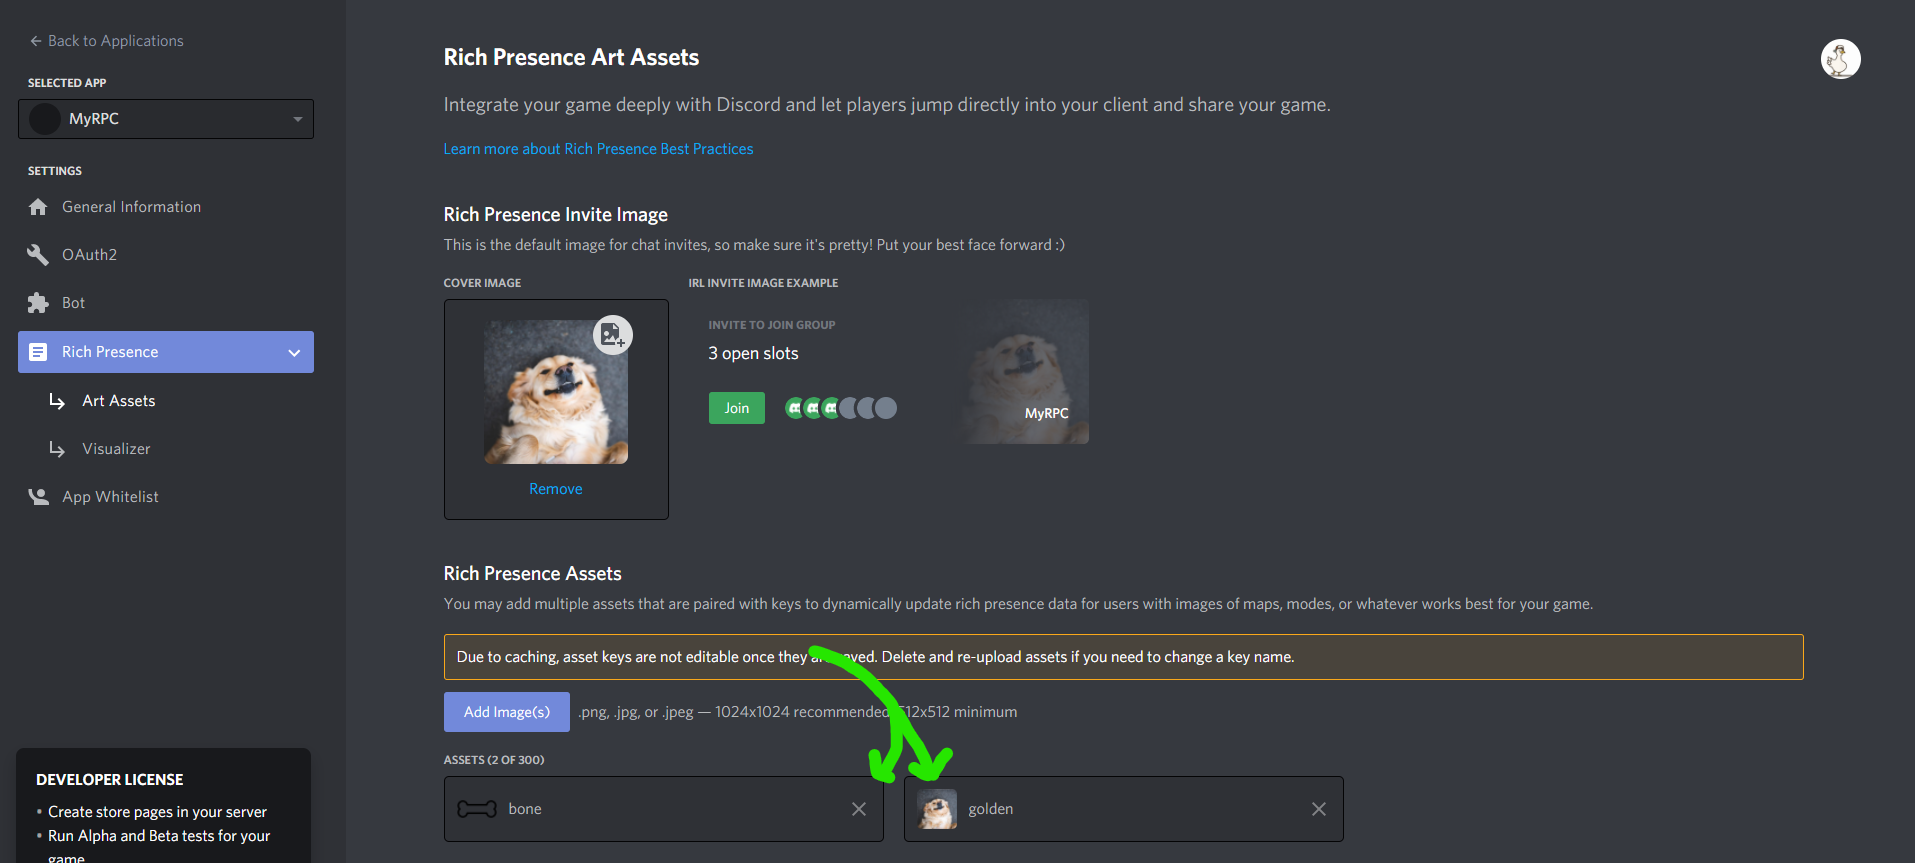 Back to Applications
SELECTED APP
MyRPC
SETTINGS
General Information
OAuth2
Bot
Rich Presence
Art Assets
Visualizer
App Whitelist
DEVELOPER LICENSE
• Create store pages in your server
• Run Alpha and Beta tests for your
game
Rich Presence Art Assets
Integrate your game deeply with Discord and let players jump directly into your client and share your game.
Learn more about Rich Presence Best Practices
Rich Presence Invite Image
This is the default image for chat invites, so make sure it's pretty! Put your best face forward :)
COVER IMAGE
Remove
IRL INVITE IMAGE EXAMPLE
INVITE TO JOIN GROUP
3 open slots
Join
MyRPC
Rich Presence Assets
You may add multiple assets that are paired with keys to dynamically update rich presence data for users with images of maps, modes, or whatever works best for your game.
Due to caching, asset keys are not editable once they are saved. Delete and re-upload assets if you need to change a key name.
Add Image(s)
.png, .jpg, or .jpeg — 1024x1024 recommended, 512x512 minimum
ASSETS (2 OF 300)
bone
golden